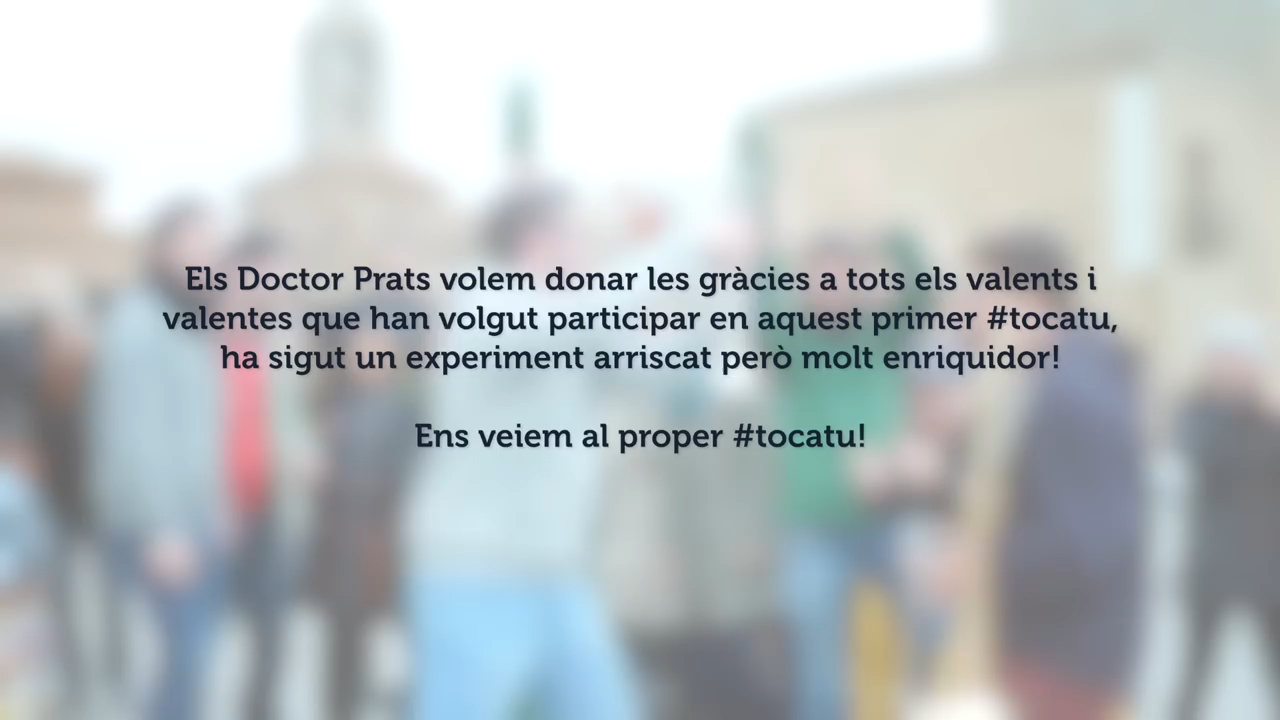 Els Doctor Prats volem donar les gràcies a tots els valents i
valentes que han volgut participar en aquest primer #tocatu,
ha sigut un experiment arriscat però molt enriquidor!
Ens veiem al proper #tocatu!